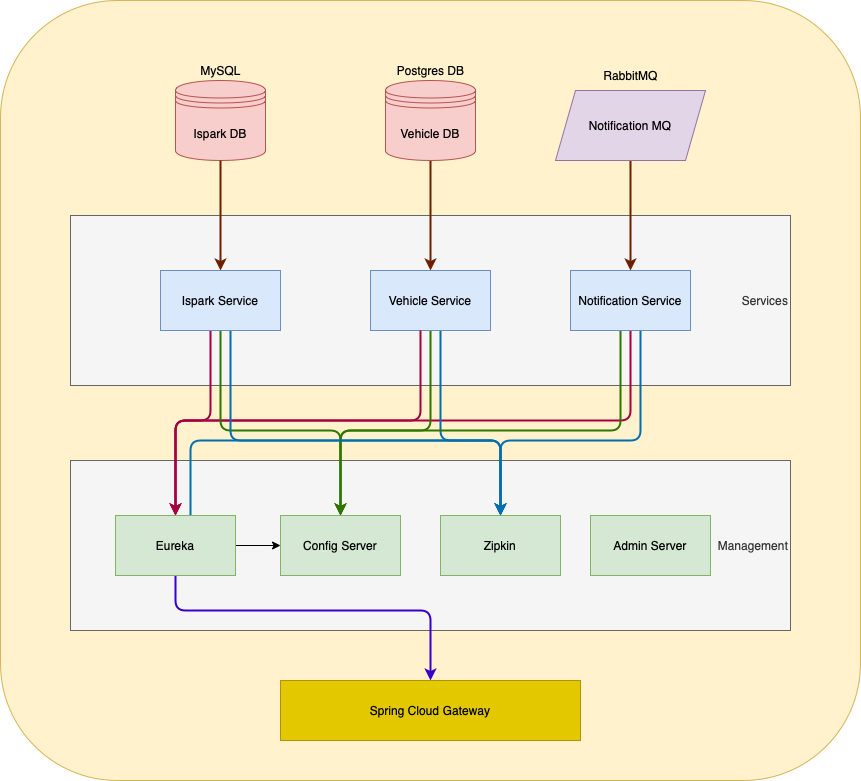 MySQL
Postgres DB
RabbitMQ
Ispark DB
Vehicle DB
Notification MQ
Ispark Service
Vehicle Service
Notification Service
Services
Eureka
Config Server
Zipkin
Admin Server
Management
Spring Cloud Gateway